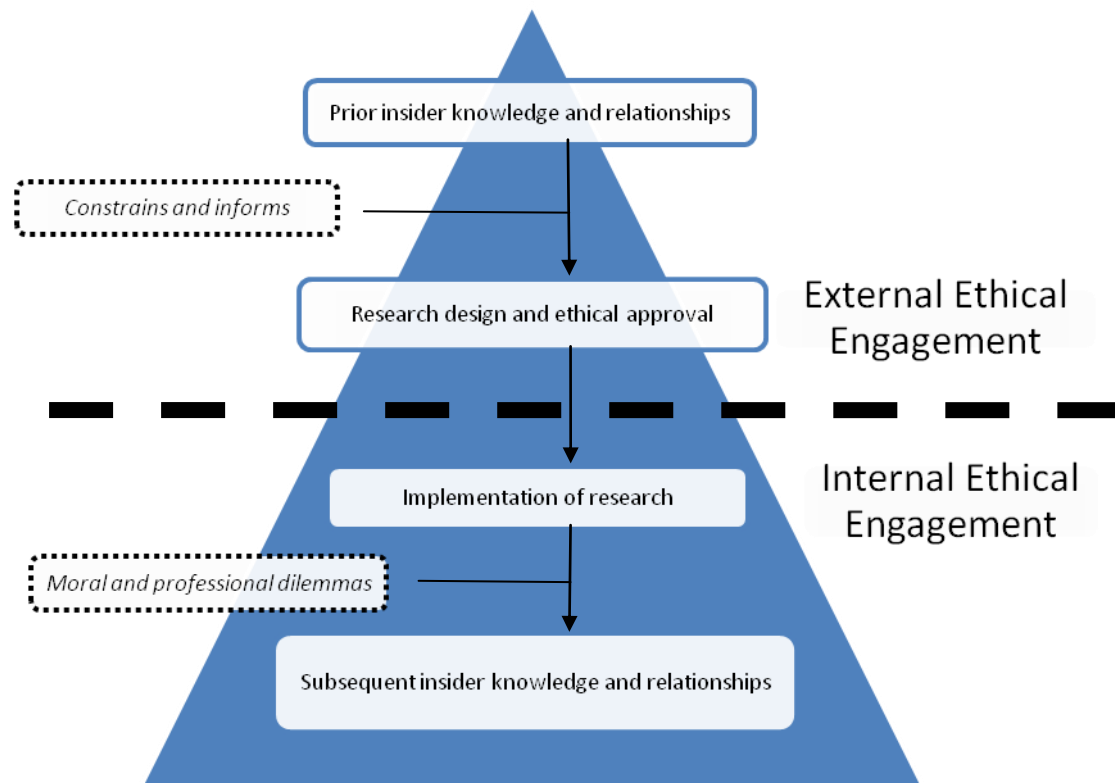 Prior insider knowledge and relationships
Constrains and informs
Research design and ethical approval
External Ethical
Engagement
Implementation of research
Internal Ethical
Engagement
Moral and professional dilemmas
Subsequent insider knowledge and relationships